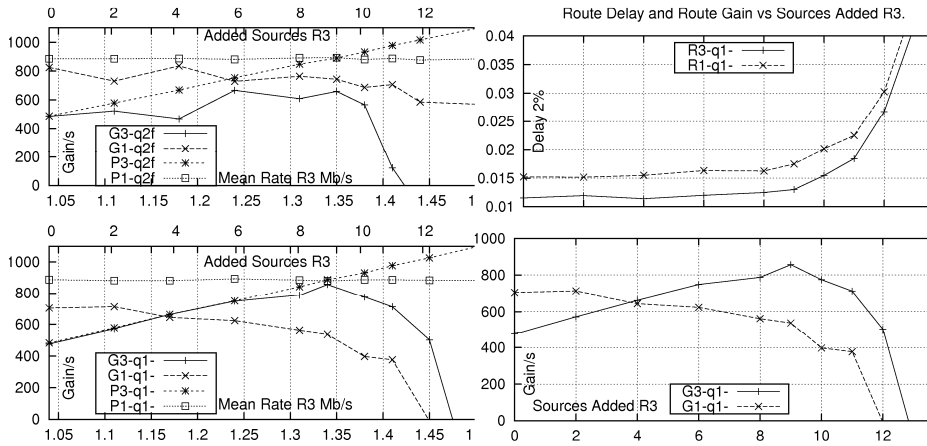 0 2 4 6 8 10 12
Added Sources R3
1000
800
600
400
200
0
Gain/s
G3-q2f
G1-q2f
P3-q2f
P1-q2f
Mean Rate R3 Mb/s
1.05 1.1 1.15 1.2 1.25 1.3 1.35 1.4 1.45 1
Route Delay and Route Gain vs Sources Added R3.
0.04
0.03
0.03
0.02
0.02
0.01
0.01
Delay 2%
R3-q1-
R1-q1-
0 2 4 6 8 10 12
Added Sources R3
1000
800
600
400
200
0
Gain/s
G3-q1-
G1-q1-
P3-q1-
P1-q1-
Mean Rate R3 Mb/s
1.05 1.1 1.15 1.2 1.25 1.3 1.35 1.4 1.45 1
1000
800
600
400
200
0
Gain/s
Sources Added R3
G3-q1-
G1-q1-
0 2 4 6 8 10 12